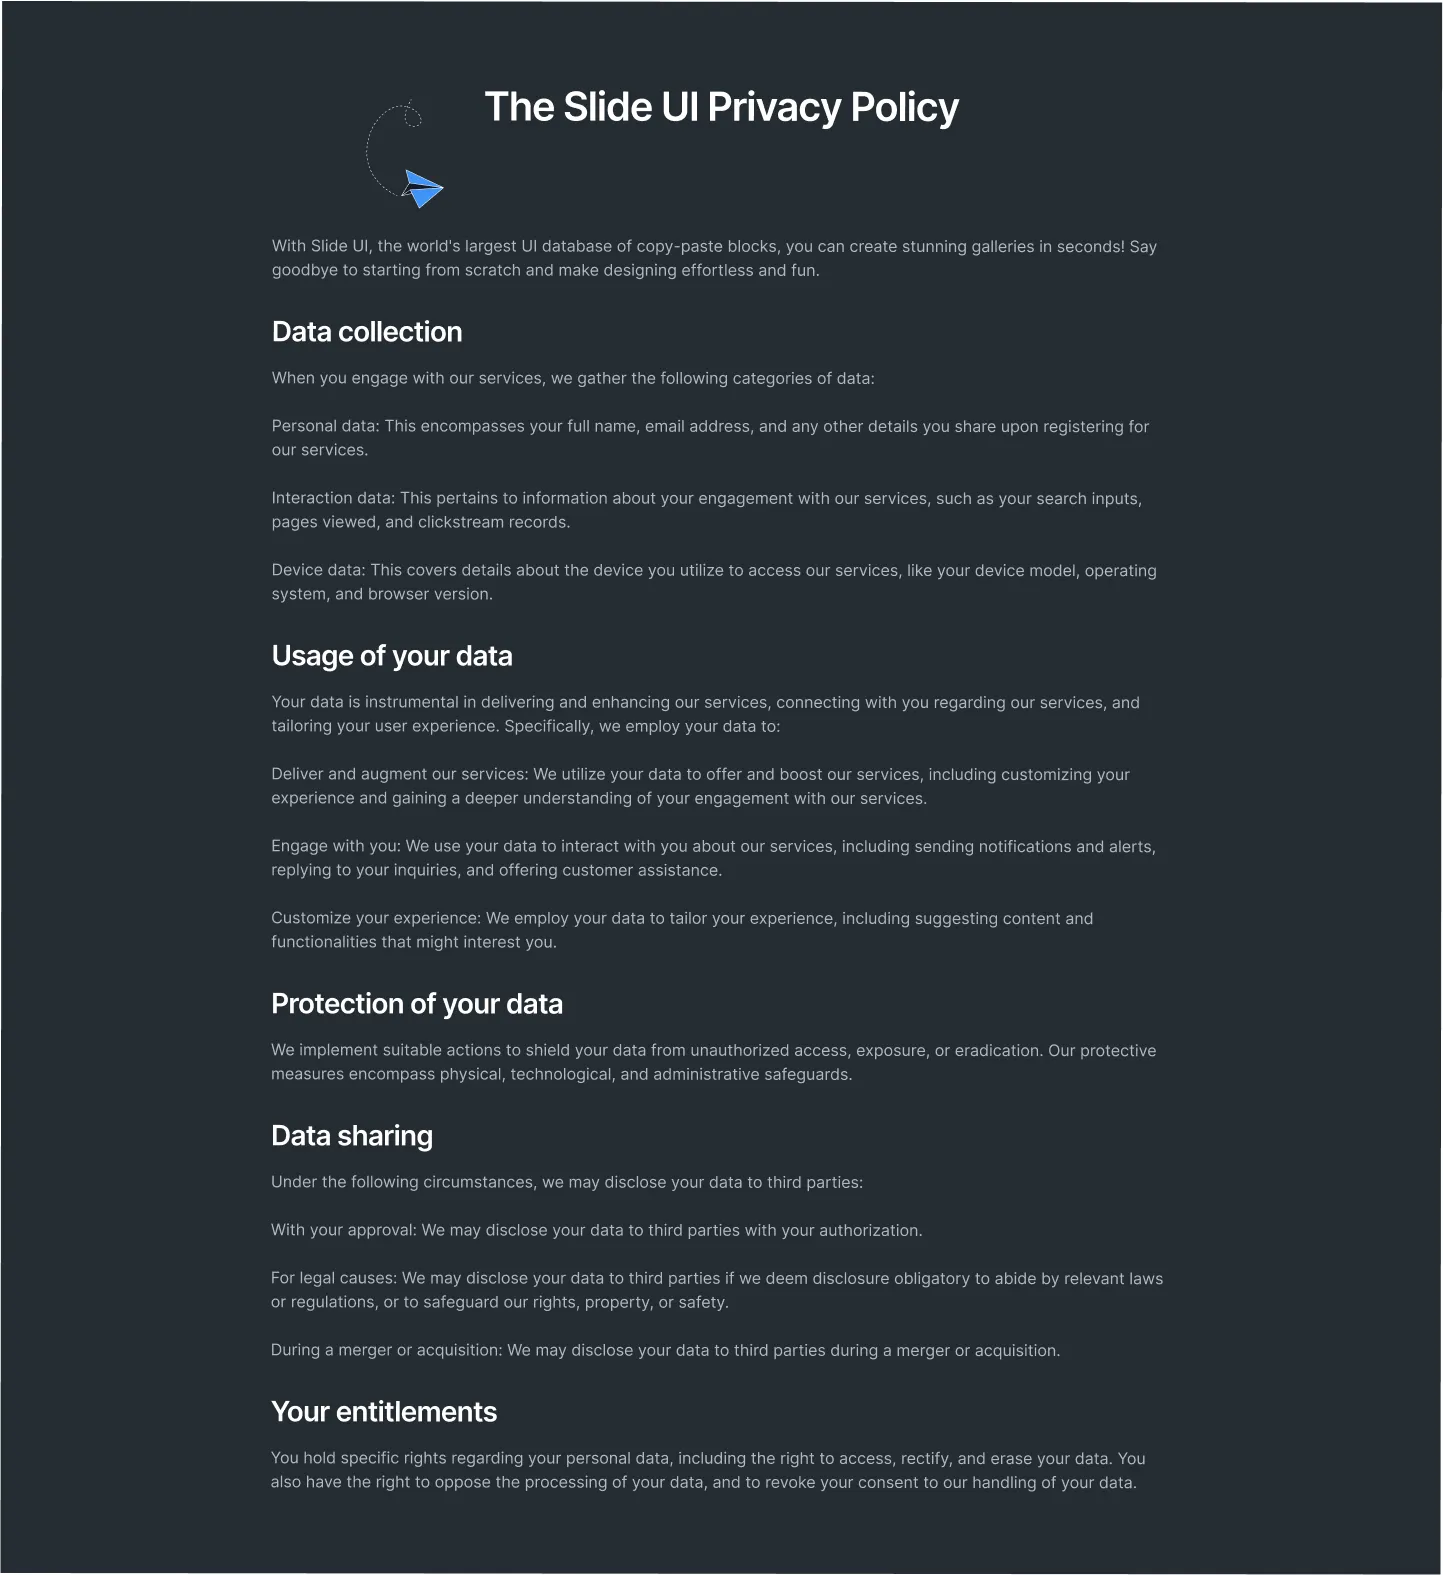 The Slide UI Privacy Policy
With Slide UI, the world's largest UI database of copy-paste blocks, you can create stunning galleries in seconds! Say
goodbye to starting from scratch and make designing effortless and fun.
Data collection
When you engage with our services, we gather the following categories of data:
Personal data: This encompasses your full name, email address, and any other details you share upon registering for
our services.
Interaction data: This pertains to information about your engagement with our services, such as your search inputs,
pages viewed, and clickstream records.
Device data: This covers details about the device you utilize to access our services, like your device model, operating
system, and browser version.
Usage of your data
Your data is instrumental in delivering and enhancing our services, connecting with you regarding our services, and
tailoring your user experience. Specifically, we employ your data to:
Deliver and augment our services: We utilize your data to offer and boost our services, including customizing your
experience and gaining a deeper understanding of your engagement with our services.
Engage with you: We use your data to interact with you about our services, including sending notifications and alerts,
replying to your inquiries, and offering customer assistance.
Customize your experience: We employ your data to tailor your experience, including suggesting content and
functionalities that might interest you.
Protection of your data
We implement suitable actions to shield your data from unauthorized access, exposure, or eradication. Our protective
measures encompass physical, technological, and administrative safeguards.
Data sharing
Under the following circumstances, we may disclose your data to third parties:
With your approval: We may disclose your data to third parties with your authorization.
For legal causes: We may disclose your data to third parties if we deem disclosure obligatory to abide by relevant laws
or regulations, or to safeguard our rights, property, or safety.
During a merger or acquisition: We may disclose your data to third parties during a merger or acquisition.
Your entitlements
You hold specific rights regarding your personal data, including the right to access, rectify, and erase your data. You
also have the right to oppose the processing of your data, and to revoke your consent to our handling of your data.